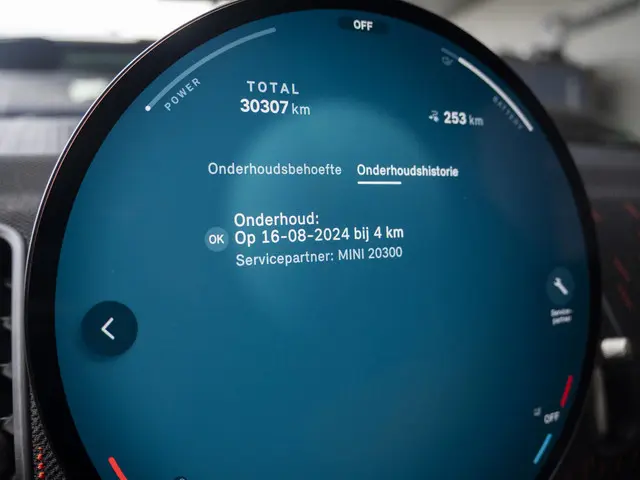 OFF
POWER
TOTAL
30307 km
BATTERY
253 km
Onderhoudsbehoefte
Onderhoudshistorie
Onderhoud:
OK
Op 16-08-2024 bij 4 km
Servicepartner: MINI 20300
Service-
partner
OFF